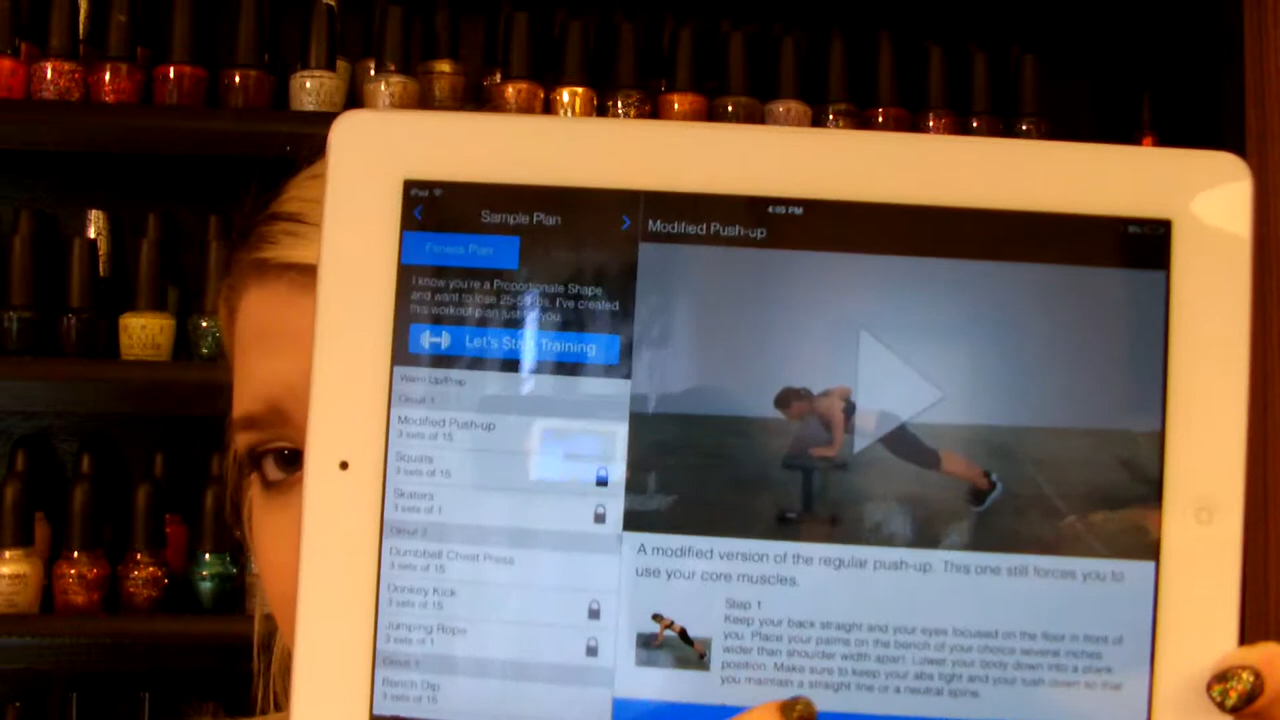 iPad
4:05 PM
Sample Plan
Modified Push-up
Fitness Plan
I know you're a Proportionate Shape
and want to lose 25-50 lbs. I've created
this workout plan just for you.
Let's Start Training
Warm Up/Prep
Circuit 1
Modified Push-up
3 sets of 15
Squats
3 sets of 15
Skaters
3 sets of 1
Circuit 2
Dumbbell Chest Press
3 sets of 15
Donkey Kick
3 sets of 15
Jumping Rope
3 sets of 1
Bench Dip
3 sets of 15
A modified version of the regular push-up. This one still forces you to
use your core muscles.
Step 1
Keep your back straight and your eyes focused on the floor in front of
you. Place your palms on the bench of your choice several inches
wider than shoulder width apart. Lower your body down into a plank
position. Make sure to keep your abs tight and your tush down so that
you maintain a straight line or a neutral spine.